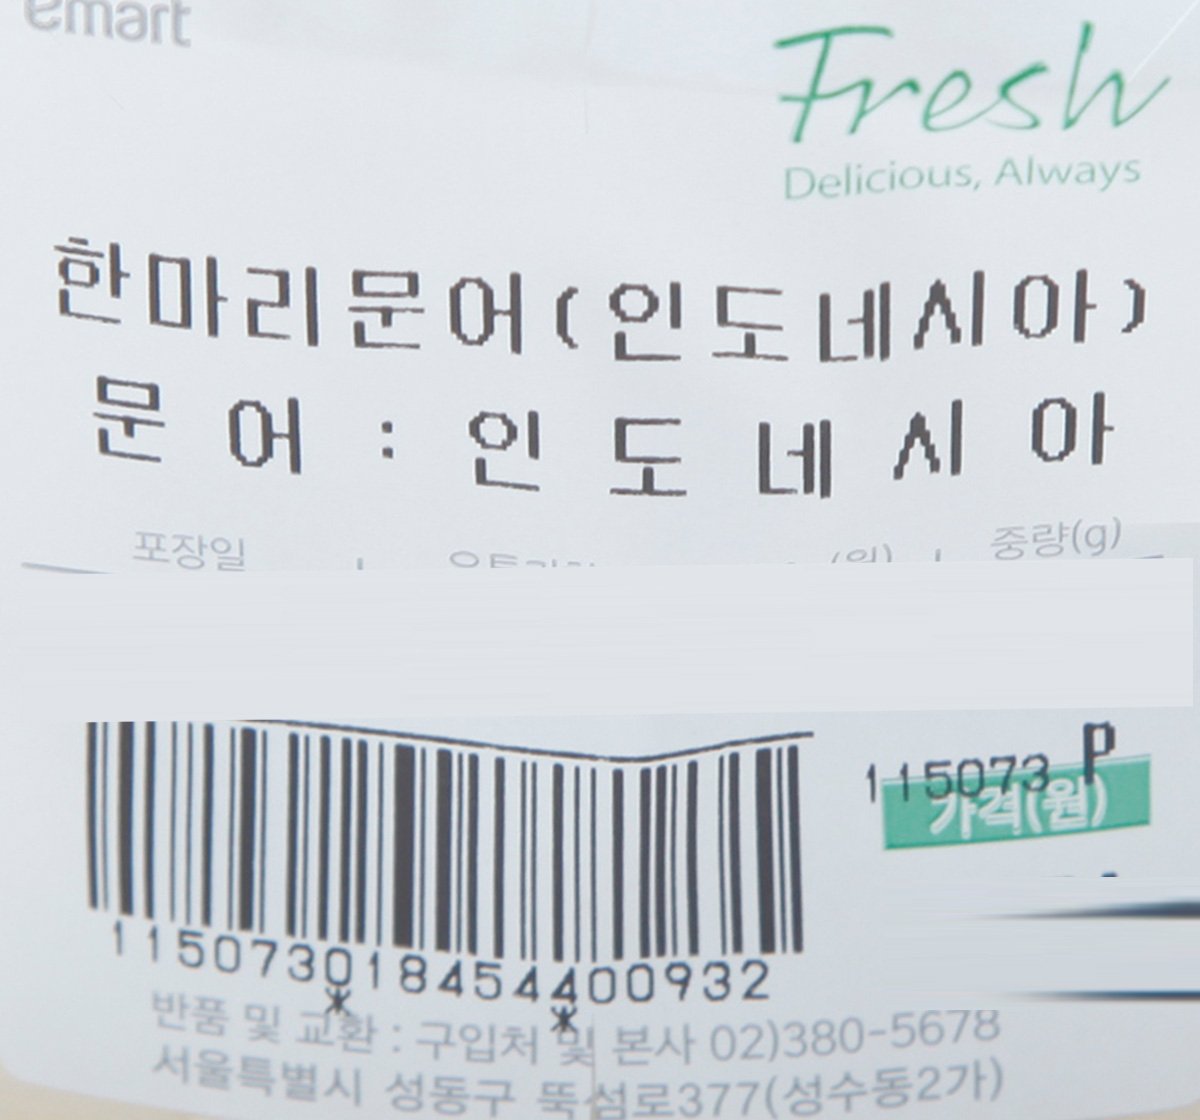 emart
Fresh
Delicious, Always
한마리문어(인도네시아)
문어 : 인도네시아
포장일
(원)
중량(g)
115073 P
가격(원)
115073018454400932
반품 및 교환 : 구입처 및 본사 02)380-5678
서울특별시 성동구 뚝섬로377(성수동2가)